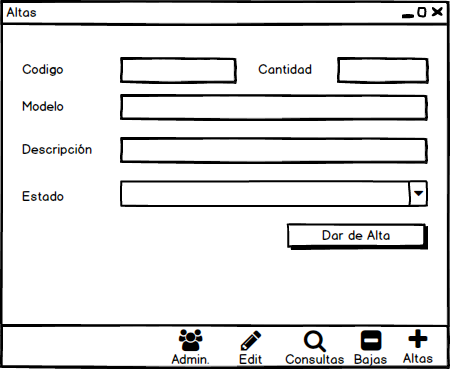 Altas
Codigo Cantidad
Modelo
Descripción
Estado
Dar de Alta
Admin. Edit Consultas Bajas Altas